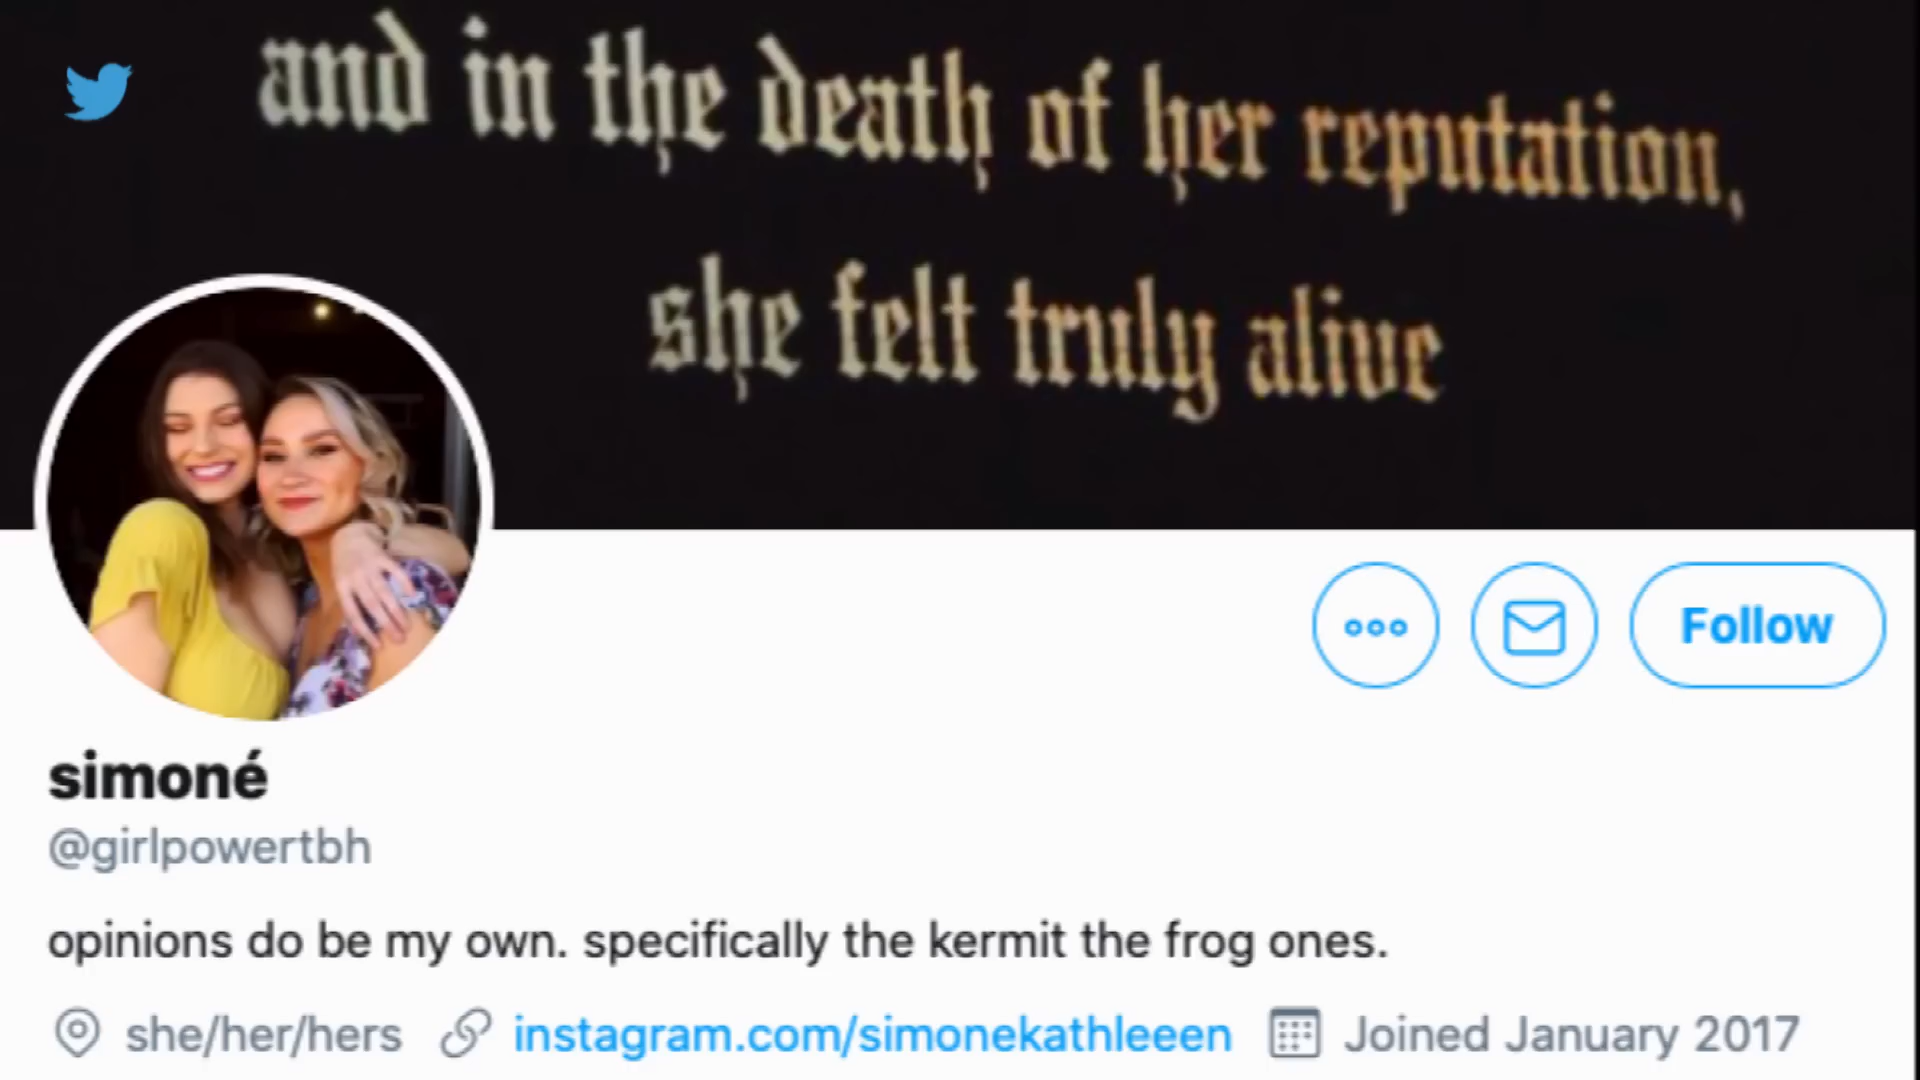 and in the death of her reputation,
she felt truly alive
Follow
simoné
@girlpowertbh
opinions do be my own. specifically the kermit the frog ones.
she/her/hers instagram.com/simonekathleeen Joined January 2017